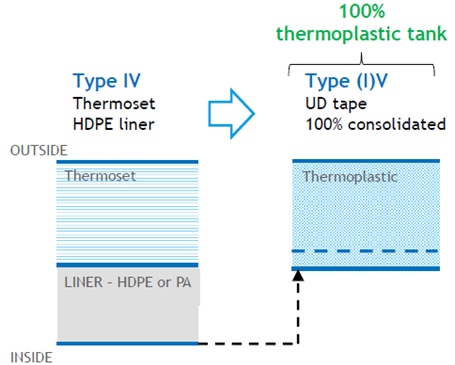 100%
thermoplastic tank
Type IV
Thermoset
HDPE liner
Type (I)V
UD tape
100% consolidated
OUTSIDE
Thermoset
Thermoplastic
LINER - HDPE or PA
INSIDE